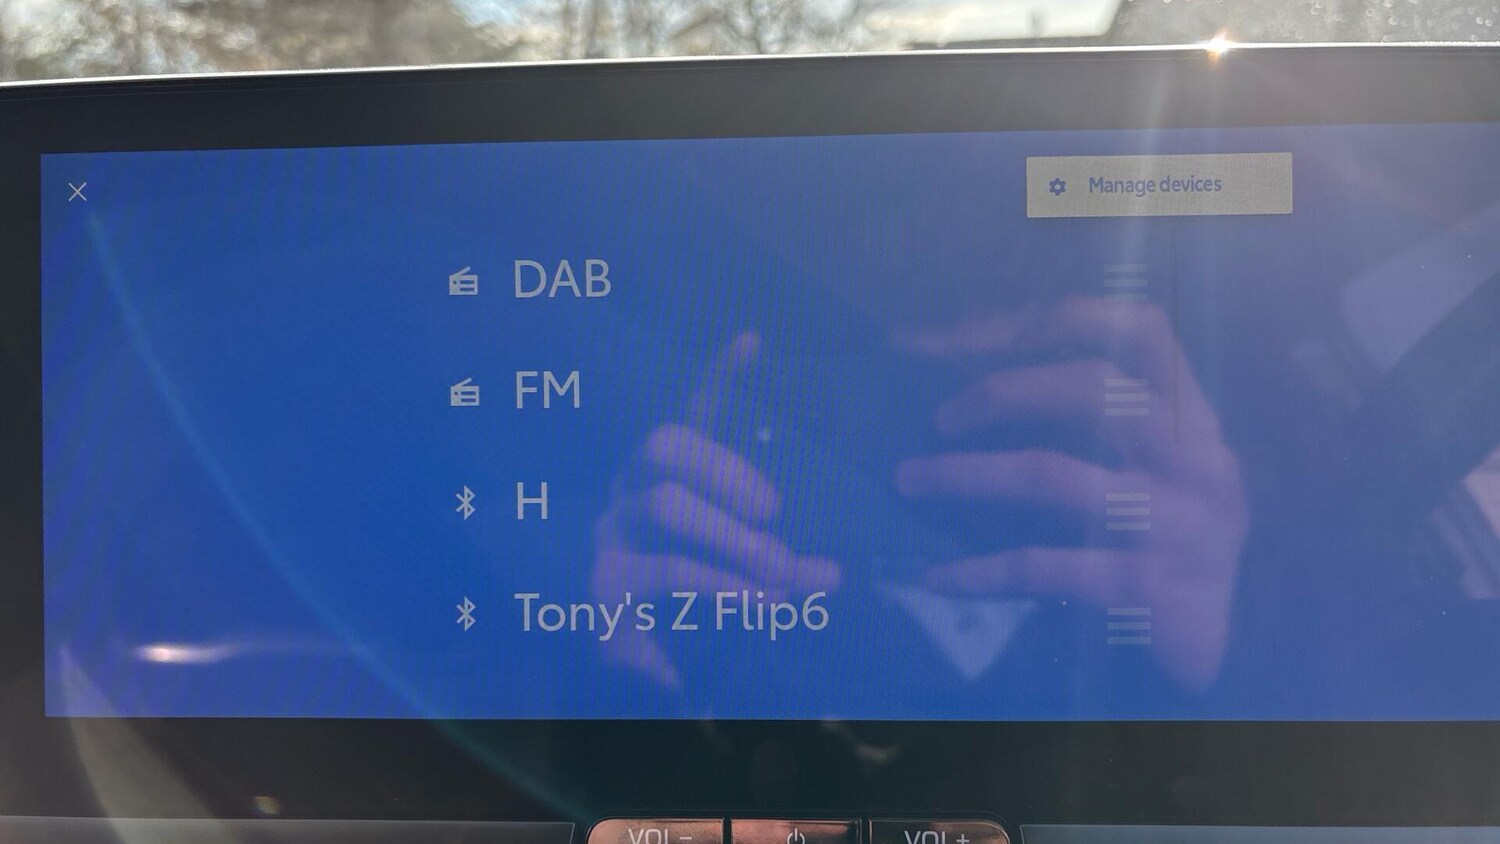 Manage devices
DAB
FM
H
Tony's Z Flip6
VOL-
VOL+